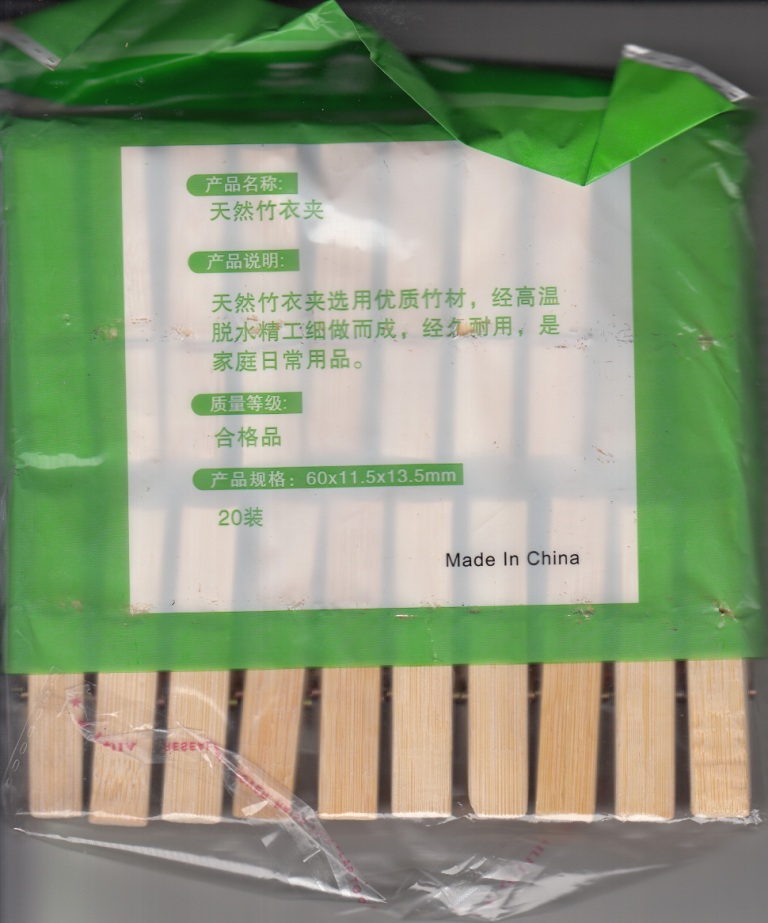 产品名称:
天然竹衣夹
产品说明:
天然竹衣夹选用优质竹材，经高温
脱水精工细做而成，经久耐用，是
家庭日常用品。
质量等级:
合格品
产品规格：60x11.5x13.5mm
20装
Made In China
RESEAL